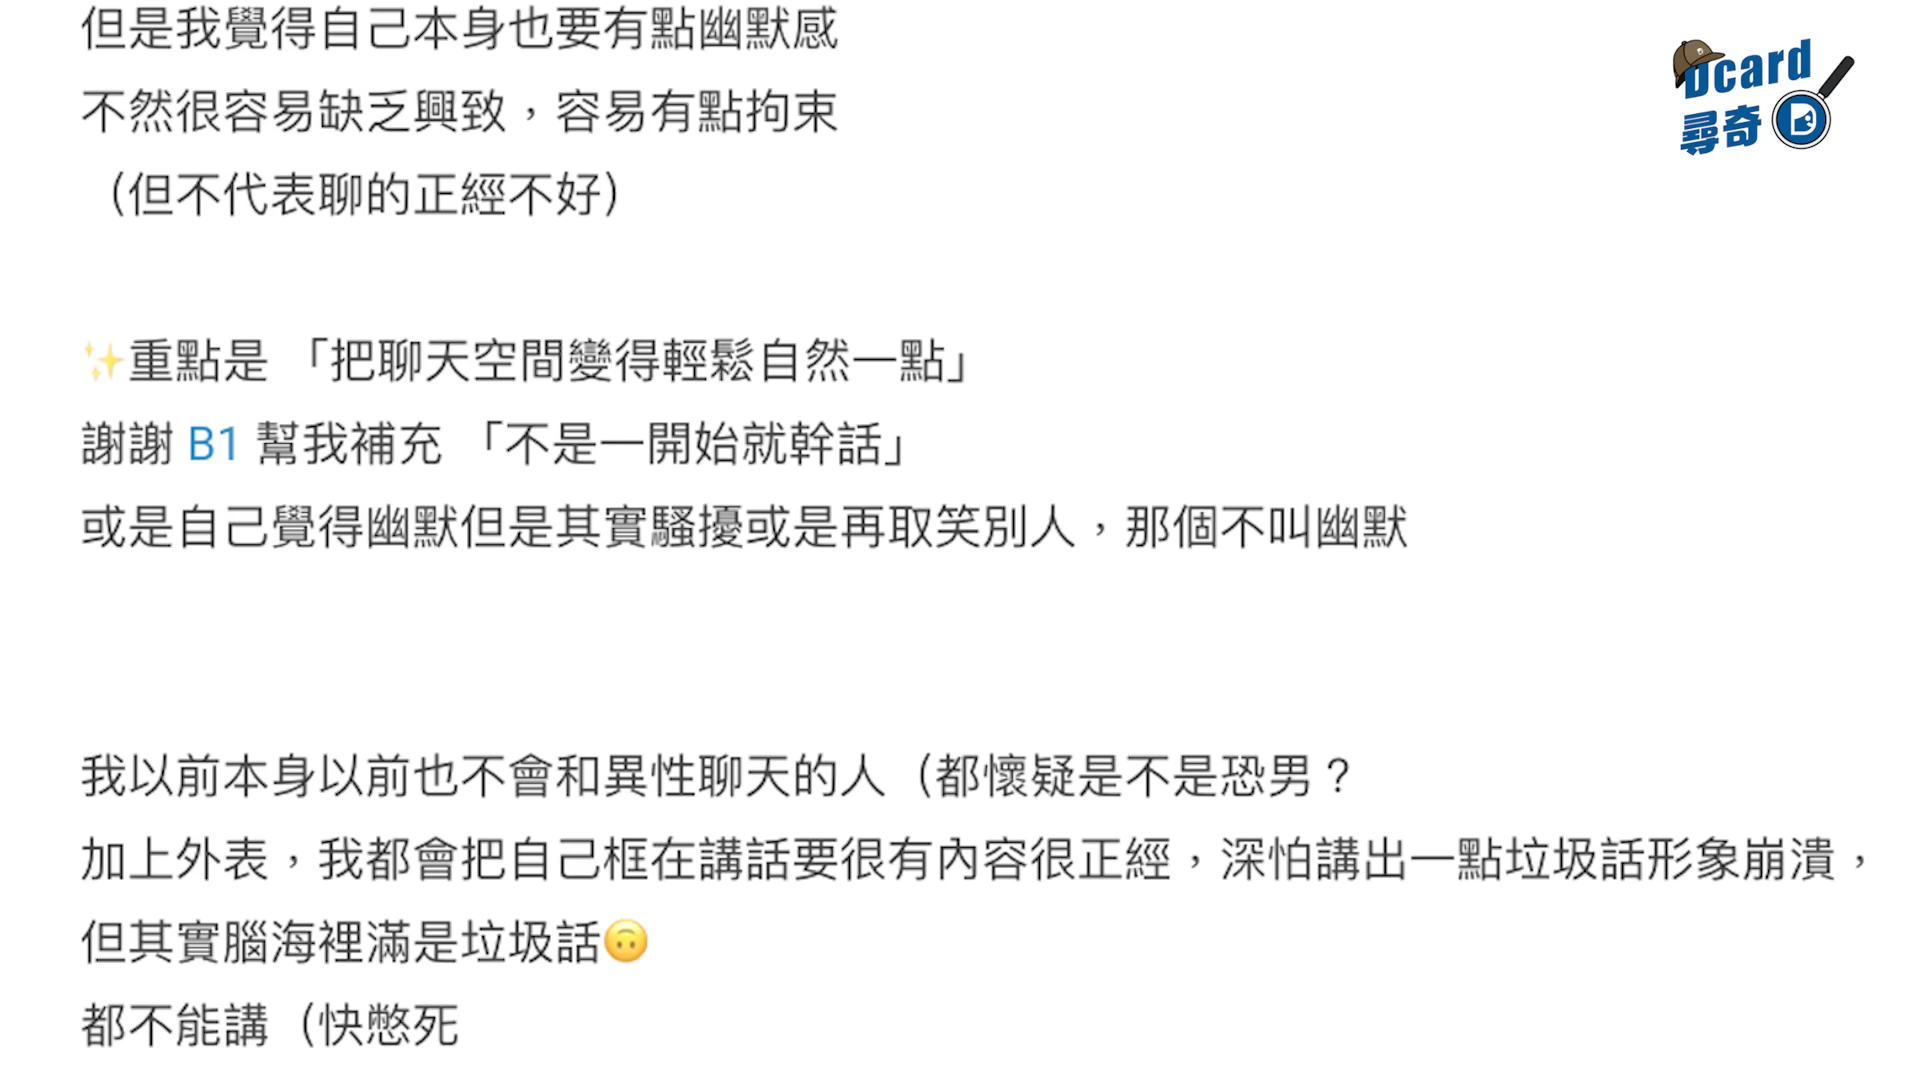 但是我覺得自己本身也要有點幽默感
不然很容易缺乏興致，容易有點拘束
（但不代表聊的正經不好）
✨重點是 「把聊天空間變得輕鬆自然一點」
謝謝 B1 幫我補充 「不是一開始就幹話」
或是自己覺得幽默但是其實騷擾或是再取笑別人，那個不叫幽默
我以前本身以前也不會和異性聊天的人（都懷疑是不是恐男？
加上外表，我都會把自己框在講話要很有內容很正經，深怕講出一點垃圾話形象崩潰，
但其實腦海裡滿是垃圾話🙃
都不能講（快憋死
Dcard
尋奇
D